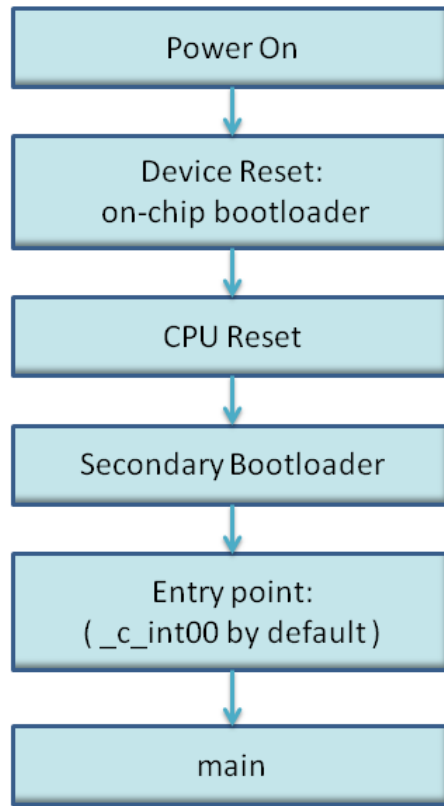 Power On
Device Reset:
on-chip bootloader
CPU Reset
Secondary Bootloader
Entry point:
( _c_int00 by default )
main